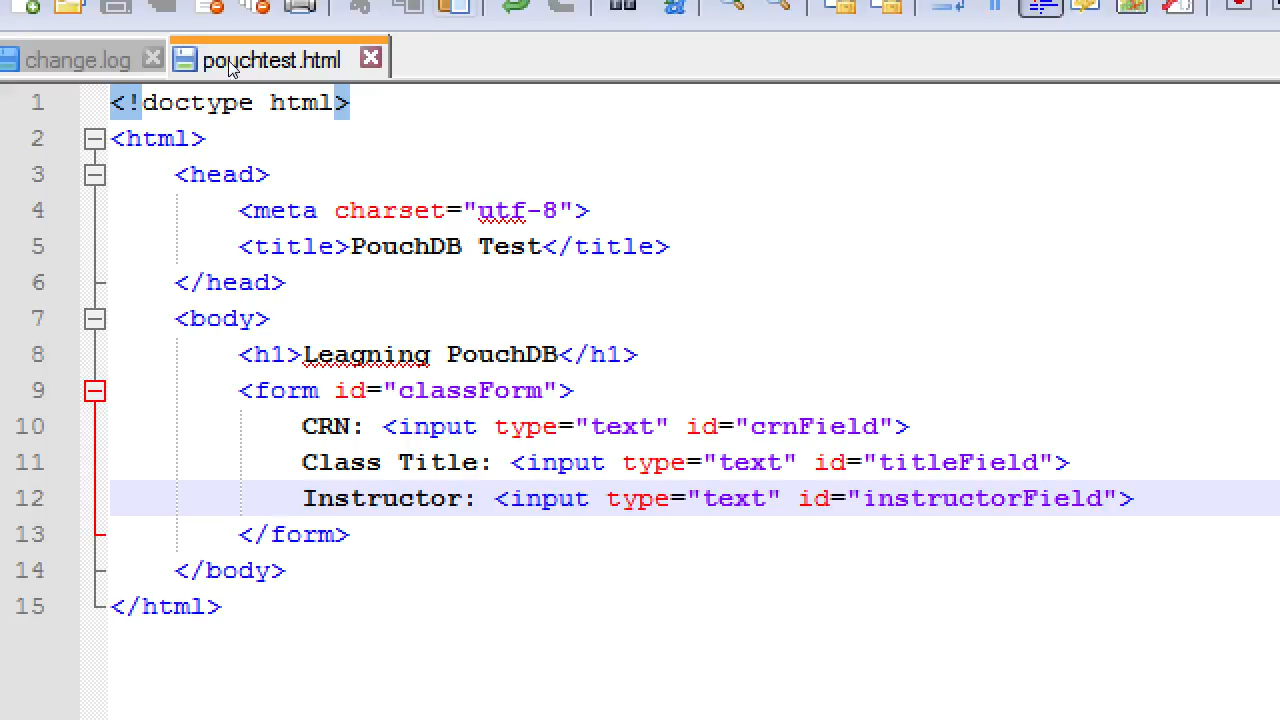 change.log pouchtest.html
1 <!doctype html>
2 <html>
3 <head>
4 <meta charset="utf-8">
5 <title>PouchDB Test</title>
6 </head>
7 <body>
8 <h1>Leagning PouchDB</h1>
9 <form id="classForm">
10 CRN: <input type="text" id="crnField">
11 Class Title: <input type="text" id="titleField">
12 Instructor: <input type="text" id="instructorField">
13 </form>
14 </body>
15 </html>